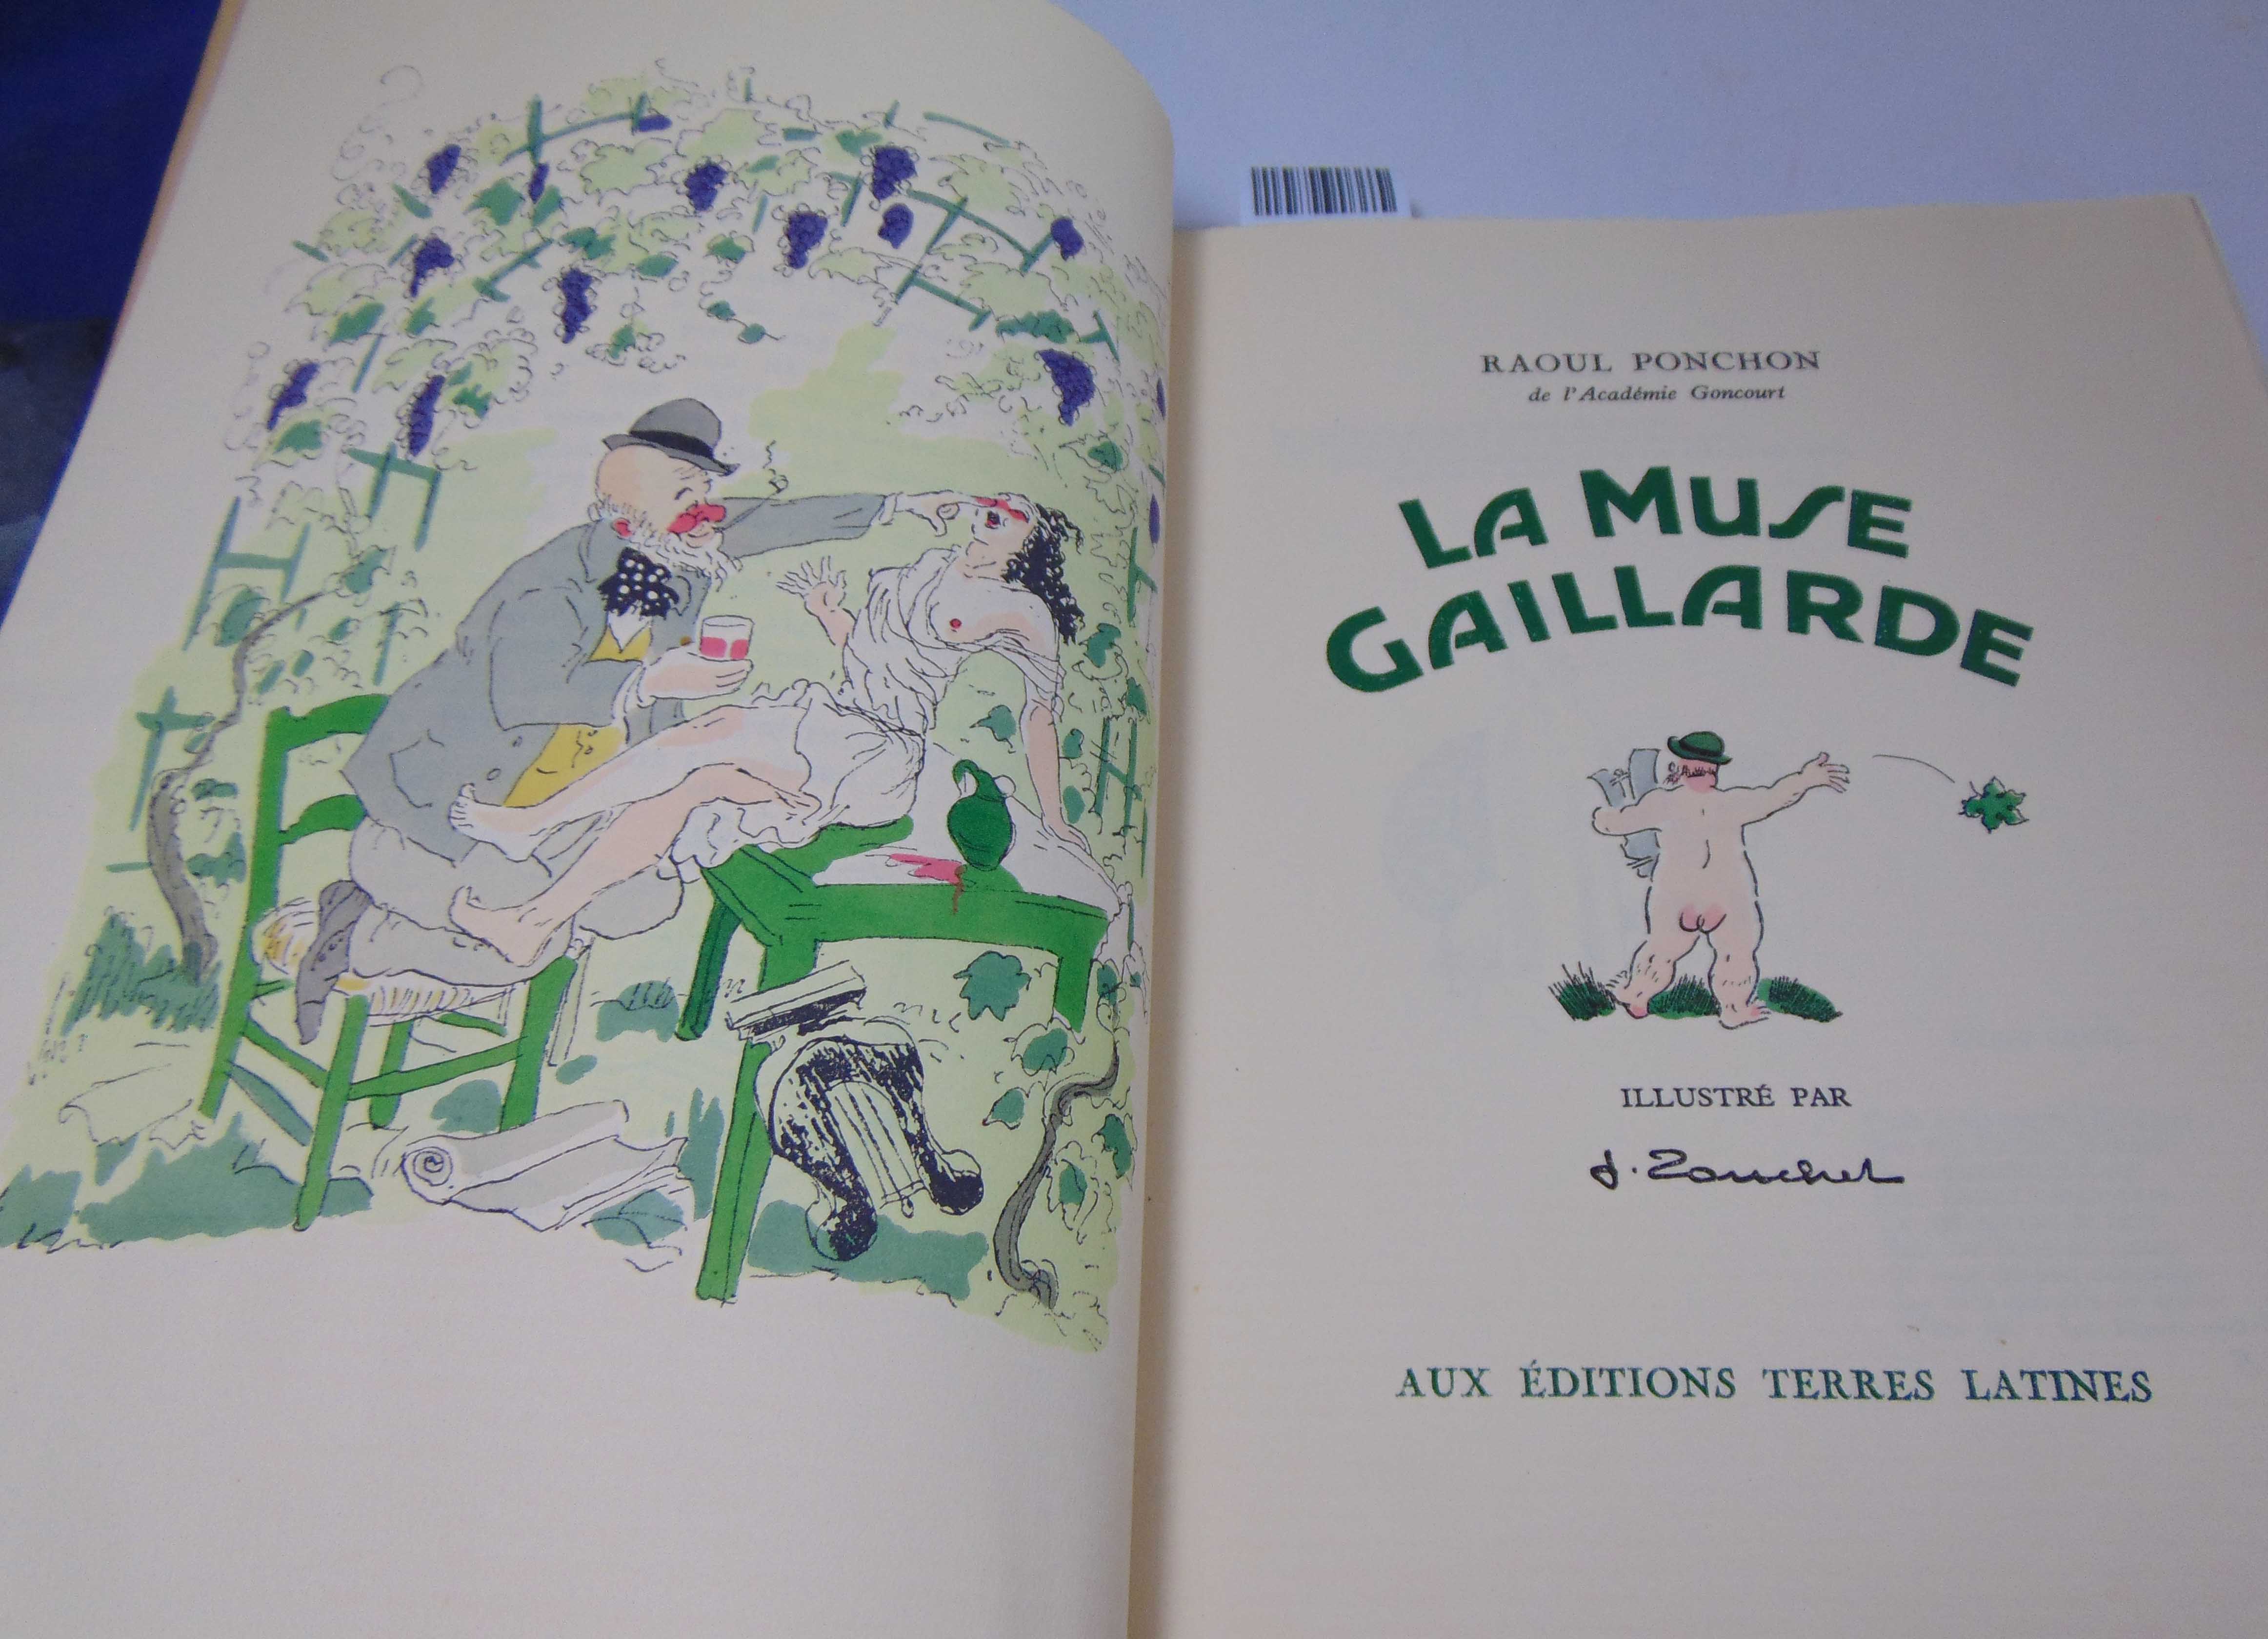 RAOUL PONCHON
de l'Académie Goncourt
LA MUSE
GAILLARDE
ILLUSTRÉ PAR
J. Touchet
AUX ÉDITIONS TERRES LATINES